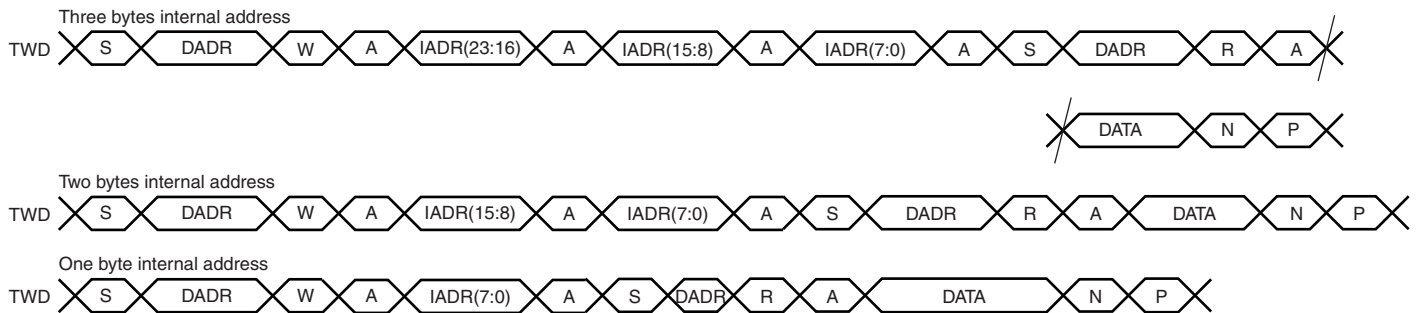 Three bytes internal address
TWD S DADR W A IADR(23:16) A IADR(15:8) A IADR(7:0) A S DADR R A
DATA N P
Two bytes internal address
TWD S DADR W A IADR(15:8) A IADR(7:0) A S DADR R A DATA N P
One byte internal address
TWD S DADR W A IADR(7:0) A S DADR R A DATA N P